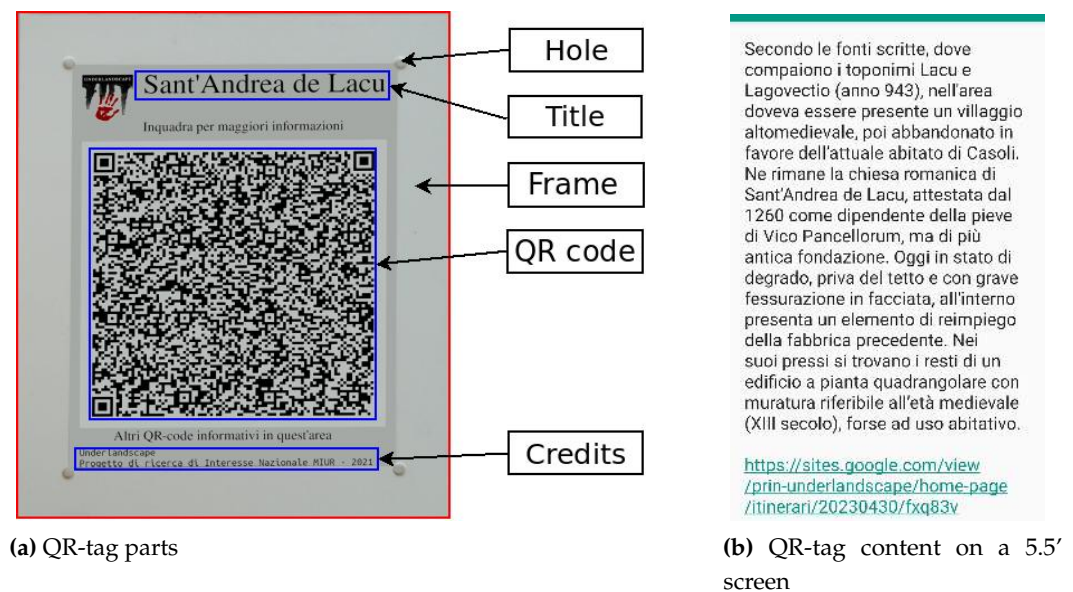 UNDERLANDSCAPE
Sant'Andrea de Lacu
Inquadra per maggiori informazioni
Altri QR-code informativi in quest'area
Underlandscape
Progetto di ricerca di Interesse Nazionale MIUR - 2021
Hole
Title
Frame
QR code
Credits
(a) QR-tag parts
Secondo le fonti scritte, dove
compaiono i toponimi Lacu e
Lagovectio (anno 943), nell'area
doveva essere presente un villaggio
altomedievale, poi abbandonato in
favore dell'attuale abitato di Casoli.
Ne rimane la chiesa romanica di
Sant'Andrea de Lacu, attestata dal
1260 come dipendente della pieve
di Vico Pancellorum, ma di più
antica fondazione. Oggi in stato di
degrado, priva del tetto e con grave
fessurazione in facciata, all'interno
presenta un elemento di reimpiego
della fabbrica precedente. Nei
suoi pressi si trovano i resti di un
edificio a pianta quadrangolare con
muratura riferibile all'età medievale
(XIII secolo), forse ad uso abitativo.
https://sites.google.com/view
/prin-underlandscape/home-page
/itinerari/20230430/fxq83v
(b) QR-tag content on a 5.5'
screen